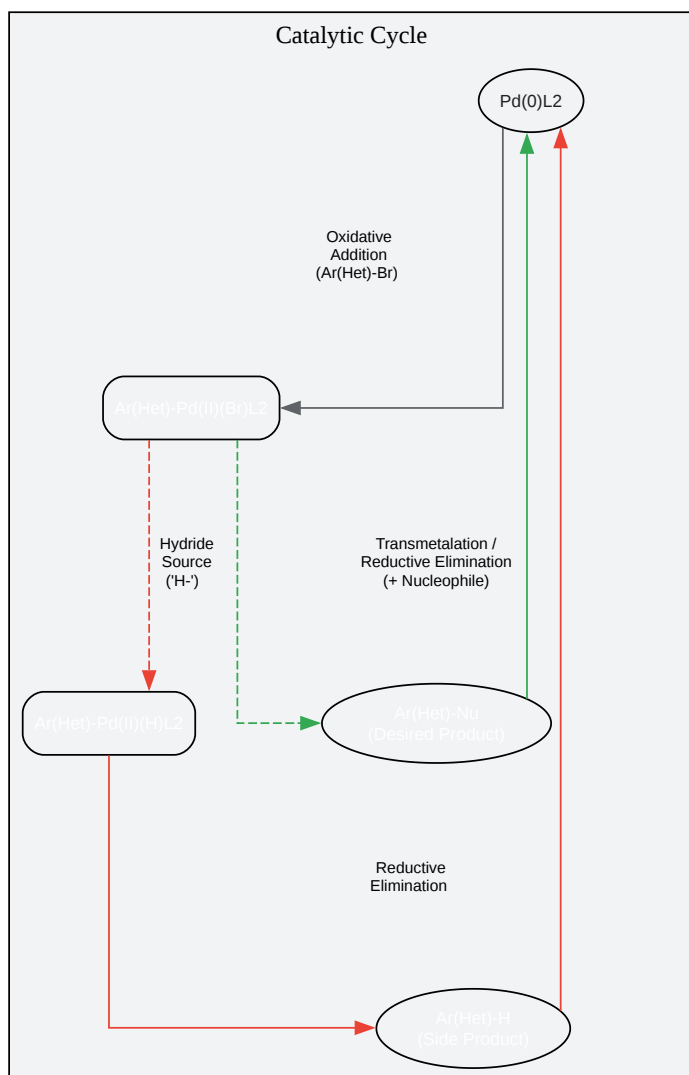 Catalytic Cycle
Pd(0)L2
Oxidative
Addition
(Ar(Het)-Br)
Ar(Het)-Pd(II)(Br)L2
Hydride
Source
('H-')
Transmetalation /
Reductive Elimination
(+ Nucleophile)
Ar(Het)-Pd(II)(H)L2
Ar(Het)-Nu
(Desired Product)
Reductive
Elimination
Ar(Het)-H
(Side Product)